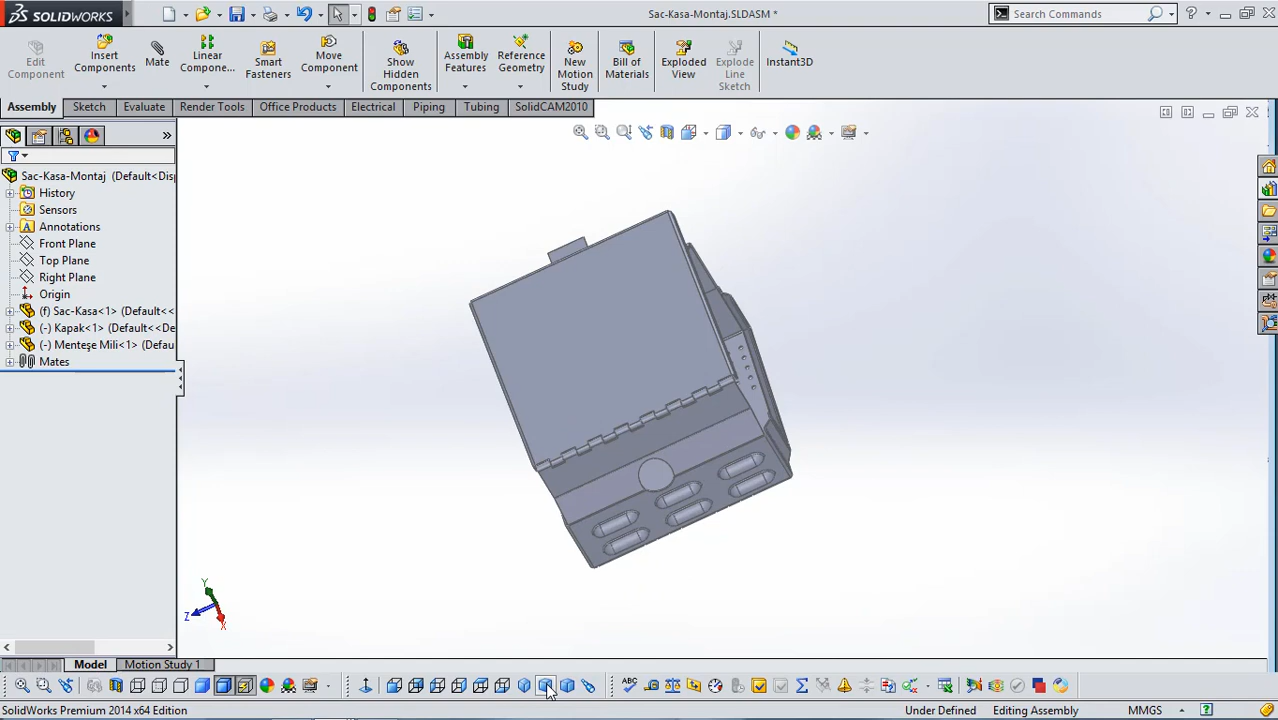 SOLIDWORKS
Sac-Kasa-Montaj.SLDASM *
Search Commands
Edit Component
Insert Components
Mate
Linear Compone...
Smart Fasteners
Move Component
Show Hidden Components
Assembly Features
Reference Geometry
New Motion Study
Bill of Materials
Exploded View
Explode Line Sketch
Instant3D
Assembly
Sketch
Evaluate
Render Tools
Office Products
Electrical
Piping
Tubing
SolidCAM2010
Sac-Kasa-Montaj (Default<Disp
History
Sensors
Annotations
Front Plane
Top Plane
Right Plane
Origin
(f) Sac-Kasa<1> (Default<<
(-) Kapak<1> (Default<<De
(-) Menteşe Mili<1> (Defau
Mates
Y
Z
X
Model
Motion Study 1
ABC
SolidWorks Premium 2014 x64 Edition
Under Defined
Editing Assembly
MMGS